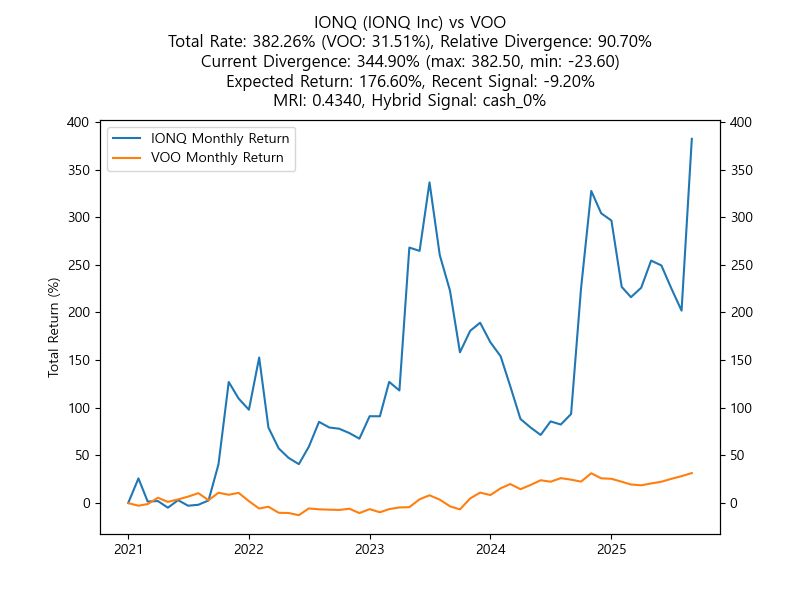 IONQ (IONQ Inc) vs VOO
Total Rate: 382.26% (VOO: 31.51%), Relative Divergence: 90.70%
Current Divergence: 344.90% (max: 382.50, min: -23.60)
Expected Return: 176.60%, Recent Signal: -9.20%
MRI: 0.4340, Hybrid Signal: cash_0%
IONQ Monthly Return
VOO Monthly Return
Total Return (%)
400 400
350 350
300 300
250 250
200 200
150 150
100 100
50 50
0 0
2021 2022 2023 2024 2025